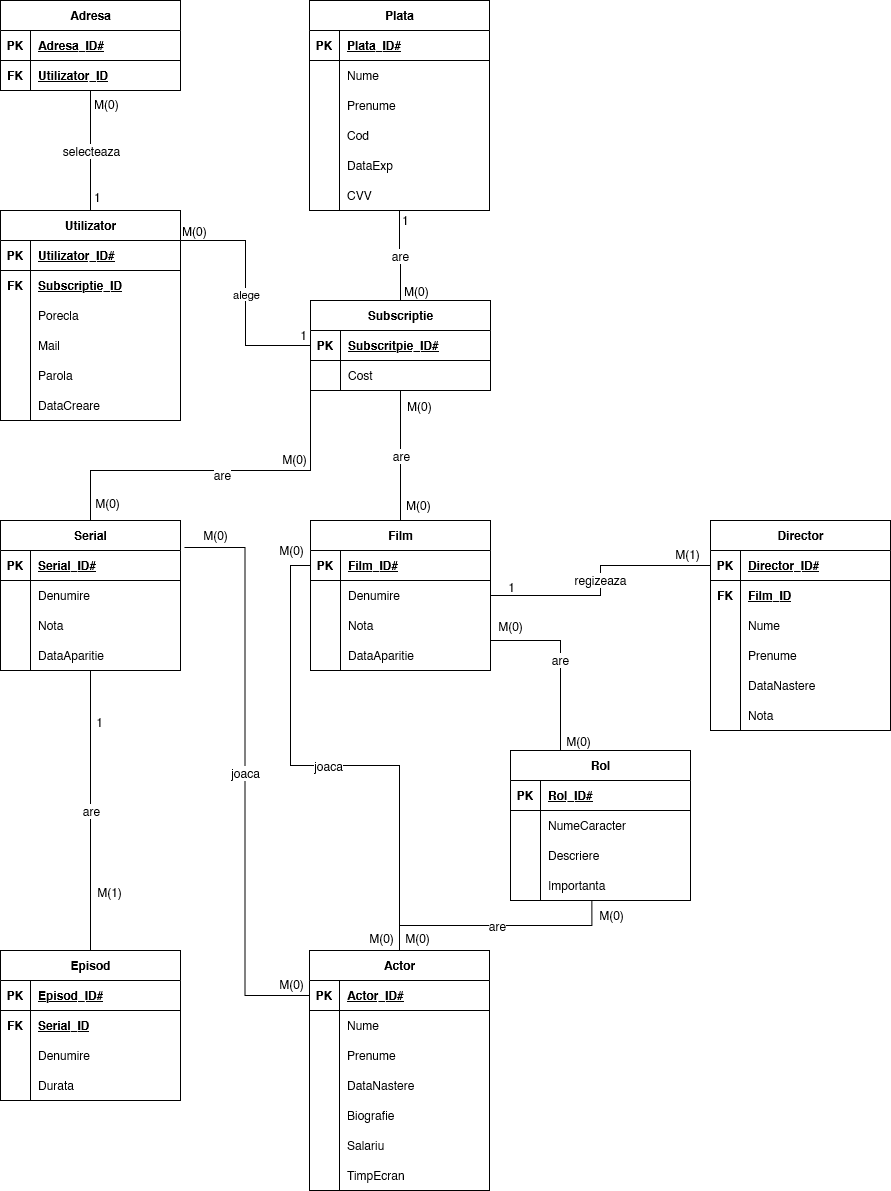 Adresa
PK Adresa_ID#
FK Utilizator_ID
M(0)
selecteaza
1
Plata
PK Plata_ID#
Nume
Prenume
Cod
DataExp
CVV
1
are
M(0)
Utilizator
PK Utilizator_ID#
FK Subscriptie_ID
Porecla
Mail
Parola
DataCreare
M(0)
alege
1
Subscriptie
PK Subscritpie_ID#
Cost
M(0)
are
M(0)
M(0)
are
M(0)
Serial
PK Serial_ID#
Denumire
Nota
DataAparitie
M(0)
joaca
M(0)
Film
PK Film_ID#
Denumire
Nota
DataAparitie
M(0)
joaca
M(0)
1
regizeaza
M(1)
Director
PK Director_ID#
FK Film_ID
Nume
Prenume
DataNastere
Nota
M(0)
are
M(0)
Rol
PK Rol_ID#
NumeCaracter
Descriere
Importanta
M(0)
are
M(0)
1
are
M(1)
Episod
PK Episod_ID#
FK Serial_ID
Denumire
Durata
Actor
PK Actor_ID#
Nume
Prenume
DataNastere
Biografie
Salariu
TimpEcran